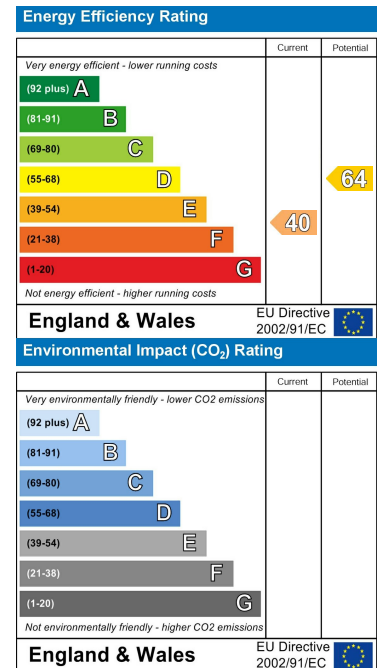 Energy Efficiency Rating
Current Potential
Very energy efficient - lower running costs
(92 plus) A
(81-91) B
(69-80) C
(55-68) D
(39-54) E
(21-38) F
(1-20) G
64
40
Not energy efficient - higher running costs
England & Wales
EU Directive
2002/91/EC
Environmental Impact (CO₂) Rating
Current Potential
Very environmentally friendly - lower CO2 emissions
(92 plus) A
(81-91) B
(69-80) C
(55-68) D
(39-54) E
(21-38) F
(1-20) G
Not environmentally friendly - higher CO2 emissions
England & Wales
EU Directive
2002/91/EC